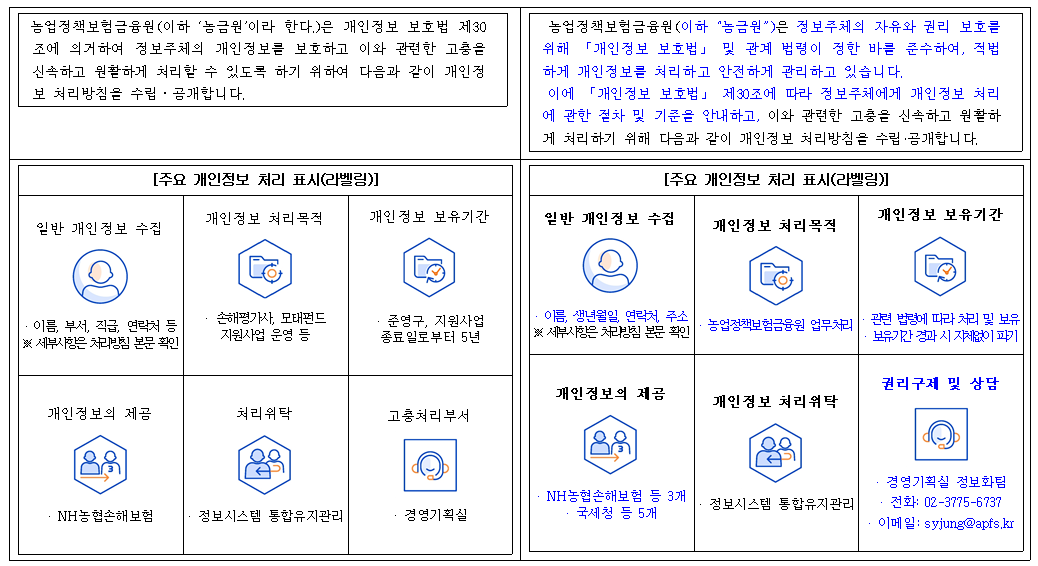 농업정책보험금융원(이하 ‘농금원’이라 한다.)은 개인정보 보호법 제30
조에 의거하여 정보주체의 개인정보를 보호하고 이와 관련한 고충을
신속하고 원활하게 처리할 수 있도록 하기 위하여 다음과 같이 개인정
보 처리방침을 수립·공개합니다.
농업정책보험금융원(이하 “농금원”)은 정보주체의 자유와 권리 보호를
위해 「개인정보 보호법」 및 관계 법령이 정한 바를 준수하여, 적법
하게 개인정보를 처리하고 안전하게 관리하고 있습니다.
이에 「개인정보 보호법」 제30조에 따라 정보주체에게 개인정보 처리
에 관한 절차 및 기준을 안내하고, 이와 관련한 고충을 신속하고 원활하
게 처리하기 위해 다음과 같이 개인정보 처리방침을 수립·공개합니다.
[주요 개인정보 처리 표시(라벨링)]
일반 개인정보 수집
· 이름, 부서, 직급, 연락처 등
※ 세부사항은 처리방침 본문 확인
개인정보 처리목적
· 손해평가사, 모태펀드
지원사업 운영 등
개인정보 보유기간
· 준영구, 지원사업
종료일로부터 5년
개인정보의 제공
3
· NH농협손해보험
처리위탁
· 정보시스템 통합유지관리
고충처리부서
· 경영기획실
[주요 개인정보 처리 표시(라벨링)]
일반 개인정보 수집
· 이름, 생년월일, 연락처, 주소
※ 세부사항은 처리방침 본문 확인
개인정보 처리목적
· 농업정책보험금융원 업무처리
개인정보 보유기간
· 관련 법령에 따라 처리 및 보유
· 보유기간 경과 시 지체없이 파기
개인정보의 제공
3
· NH농협손해보험 등 3개
· 국세청 등 5개
개인정보 처리위탁
· 정보시스템 통합유지관리
권리구제 및 상담
· 경영기획실 정보화팀
· 전화: 02-3775-6737
· 이메일: syjung@apfs.kr